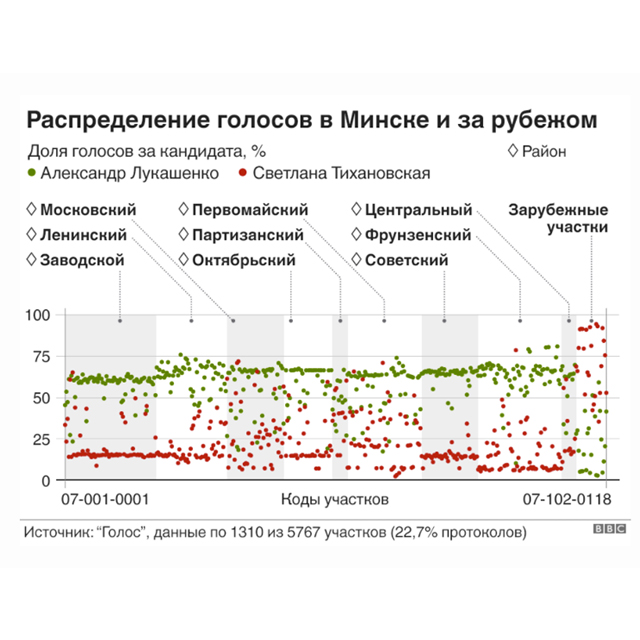 Распределение голосов в Минске и за рубежом
Доля голосов за кандидата, %
◊ Район
Александр Лукашенко
Светлана Тихановская
◊ Московский
◊ Первомайский
◊ Центральный
Зарубежные
участки
◊ Ленинский
◊ Партизанский
◊ Фрунзенский
◊ Заводской
◊ Октябрьский
◊ Советский
100
75
50
25
0
07-001-0001
Коды участков
07-102-0118
Источник: “Голос”, данные по 1310 из 5767 участков (22,7% протоколов)
BBC